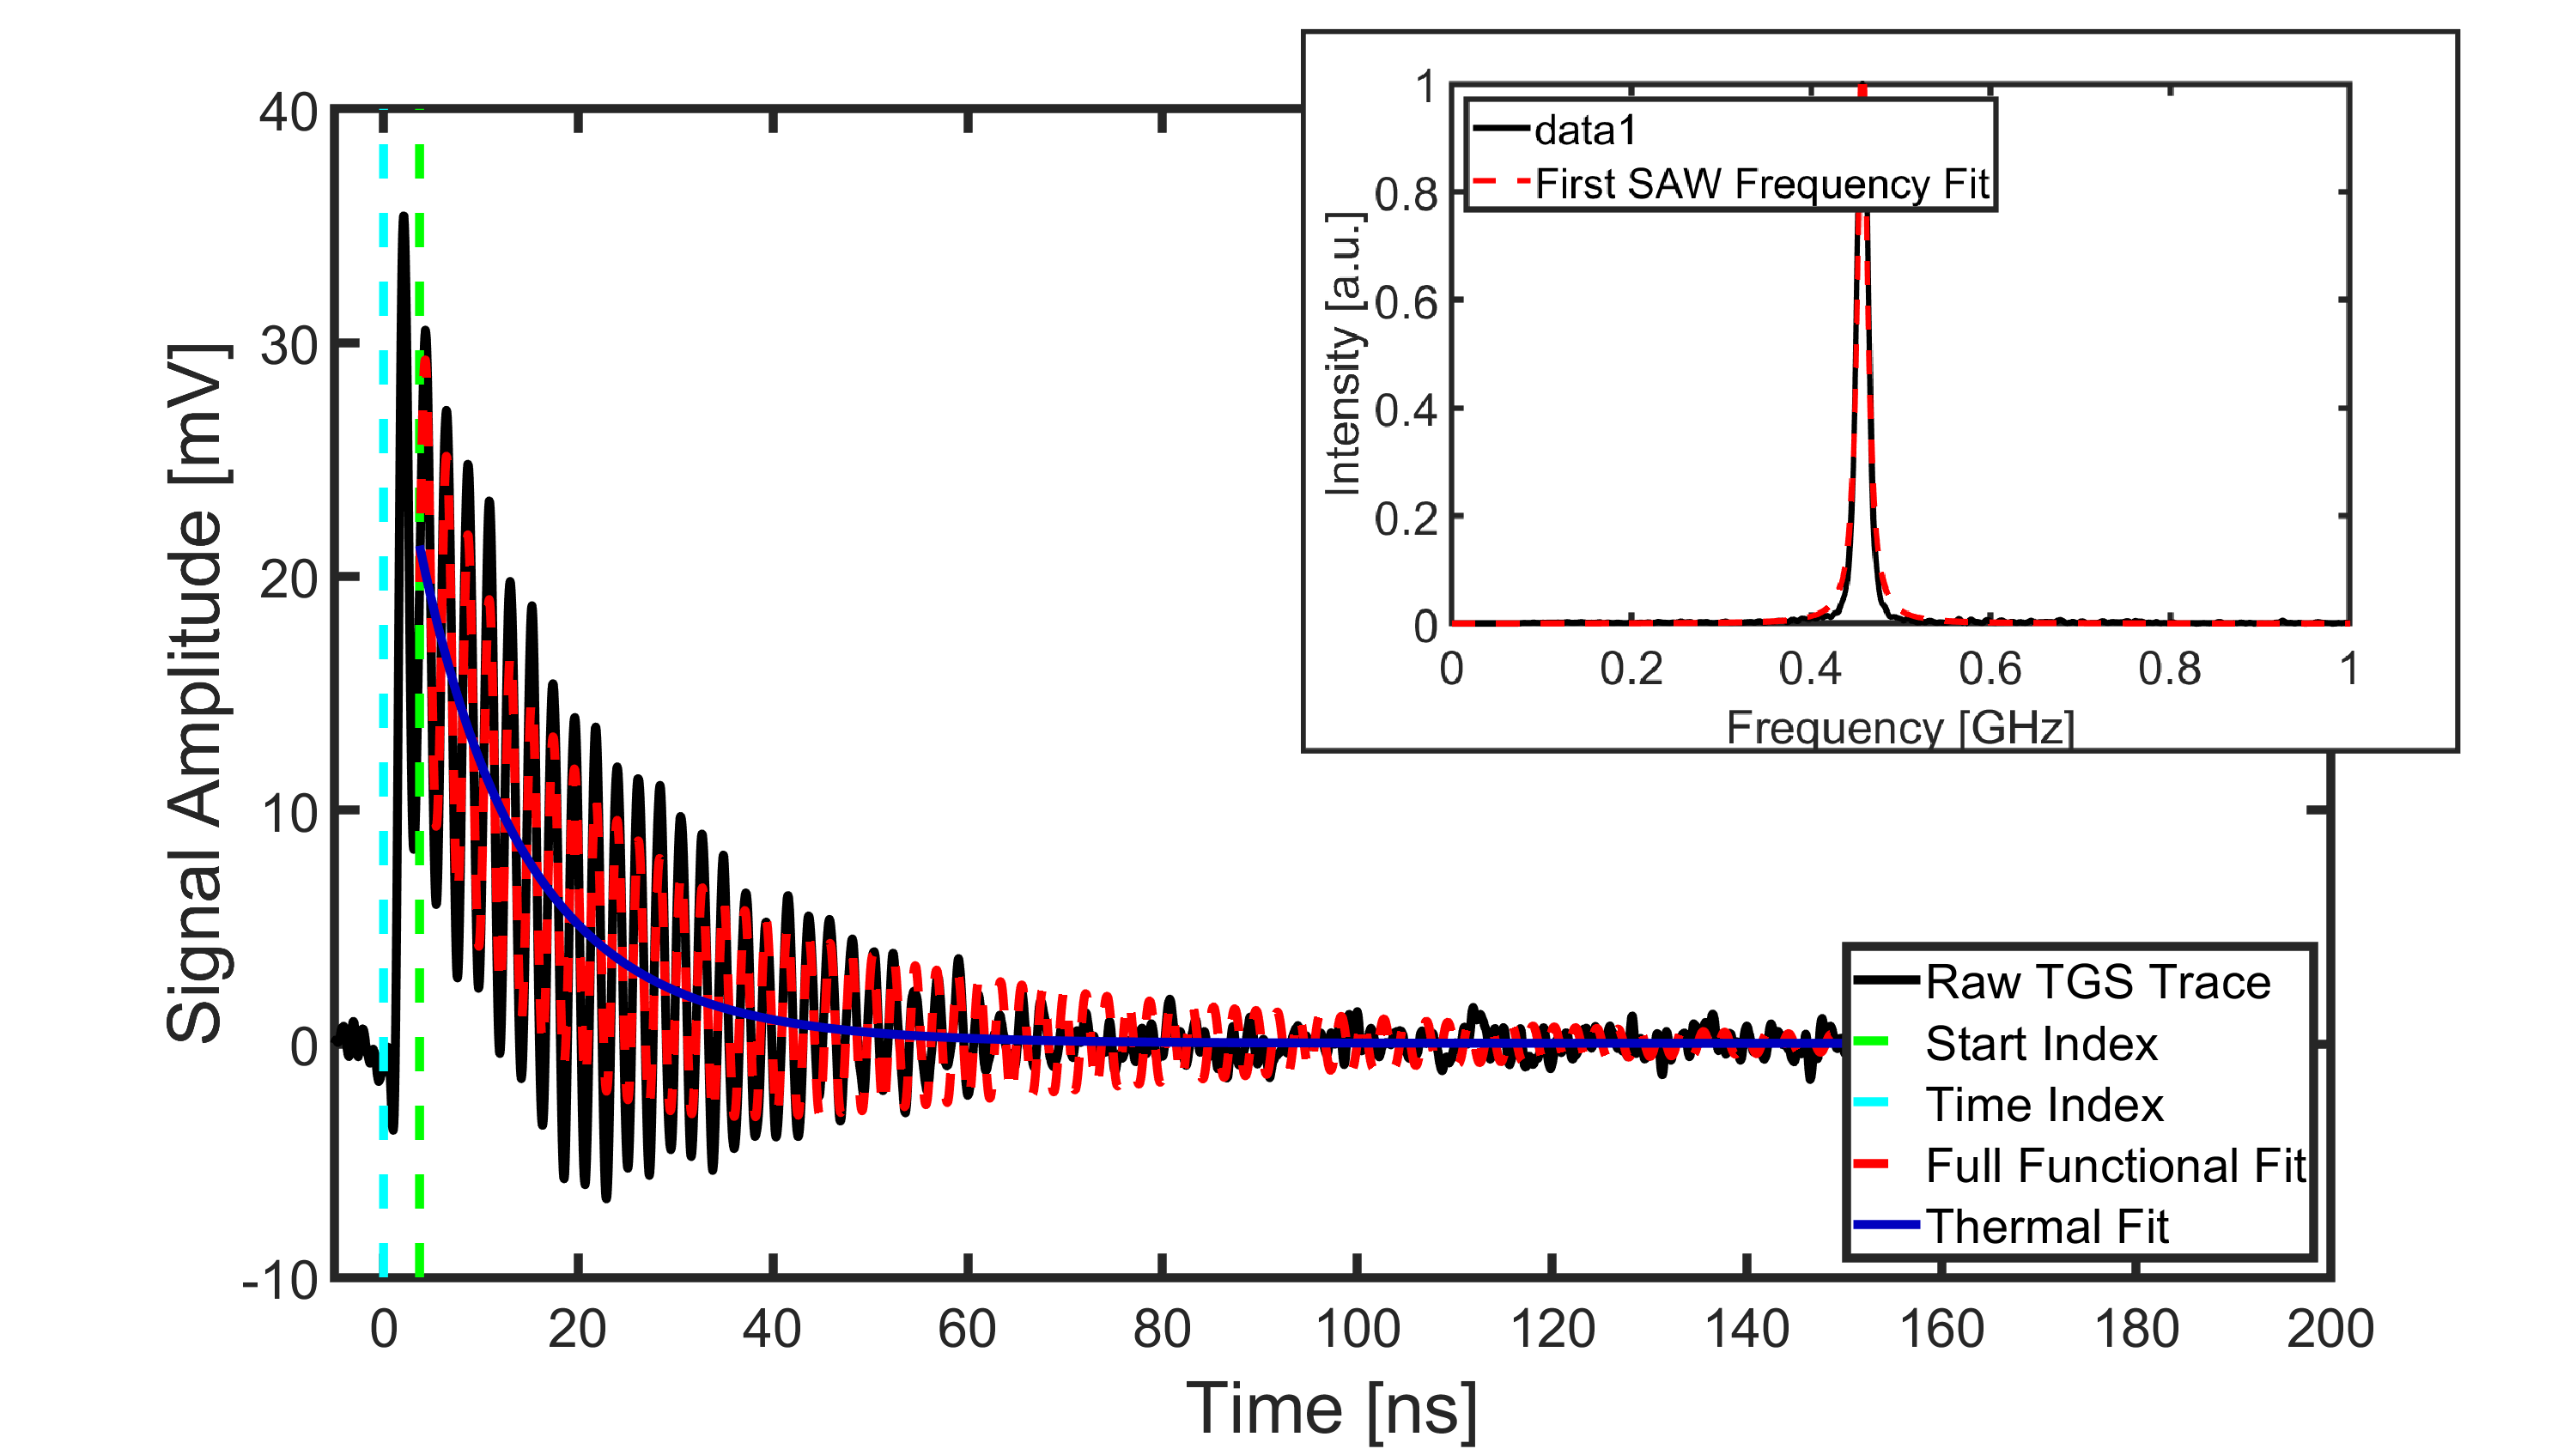 40
30
20
10
0
-10
Signal Amplitude [mV]
0 20 40 60 80 100 120 140 160 180 200
Time [ns]
1
0.8
0.6
0.4
0.2
0
Intensity [a.u.]
data1
First SAW Frequency Fit
0 0.2 0.4 0.6 0.8 1
Frequency [GHz]
Raw TGS Trace
Start Index
Time Index
Full Functional Fit
Thermal Fit